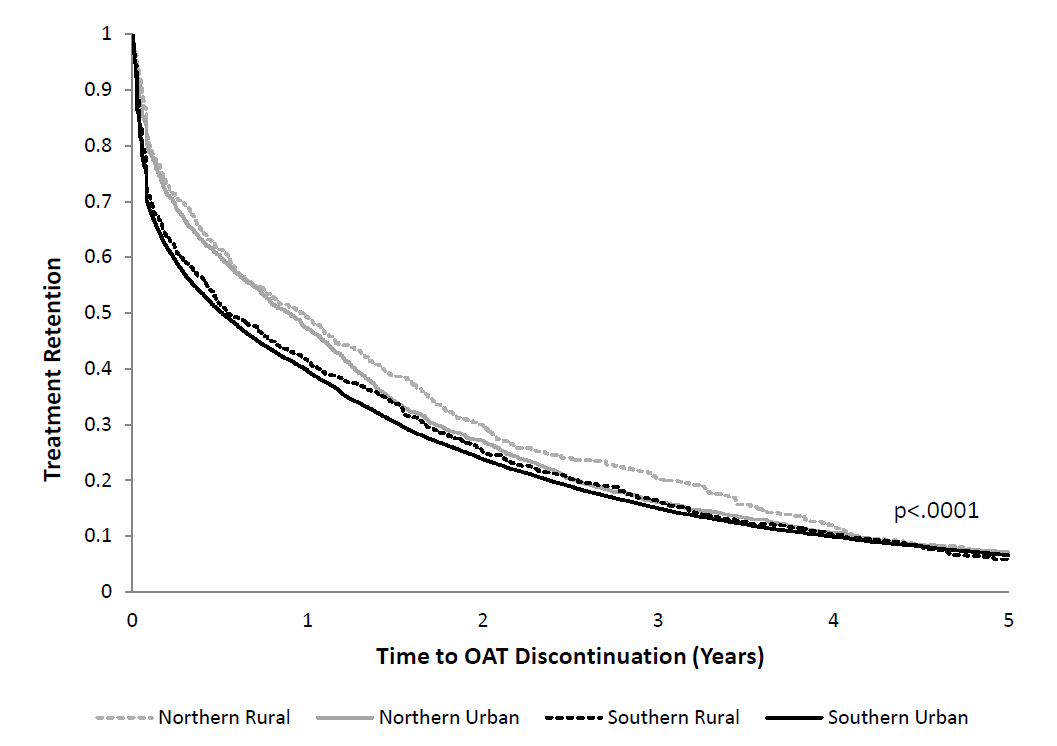 1
0.9
0.8
0.7
0.6
0.5
0.4
0.3
0.2
0.1
0
Treatment Retention
p<.0001
0 1 2 3 4 5
Time to OAT Discontinuation (Years)
Northern Rural Northern Urban Southern Rural Southern Urban